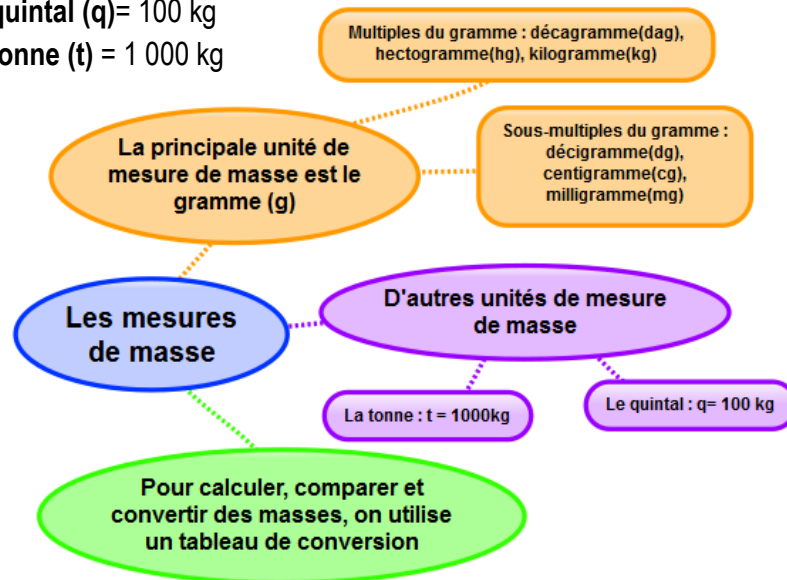 quintal (q)= 100 kg
onne (t) = 1 000 kg
Multiples du gramme : décagramme(dag),
hectogramme(hg), kilogramme(kg)
La principale unité de
mesure de masse est le
gramme (g)
Sous-multiples du gramme :
décigramme(dg),
centigramme(cg),
milligramme(mg)
Les mesures
de masse
D'autres unités de mesure
de masse
La tonne : t = 1000kg
Le quintal : q= 100 kg
Pour calculer, comparer et
convertir des masses, on utilise
un tableau de conversion